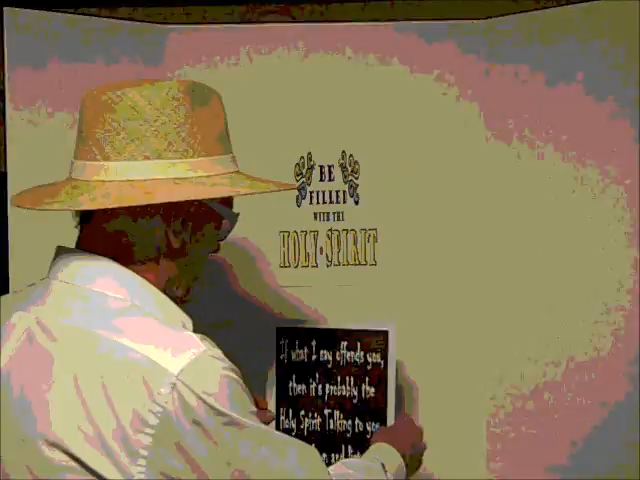 BE
FILLED
WITH THE
HOLY · SPIRIT
If what I say offends you,
then it's probably the
Holy Spirit Talking to you
and